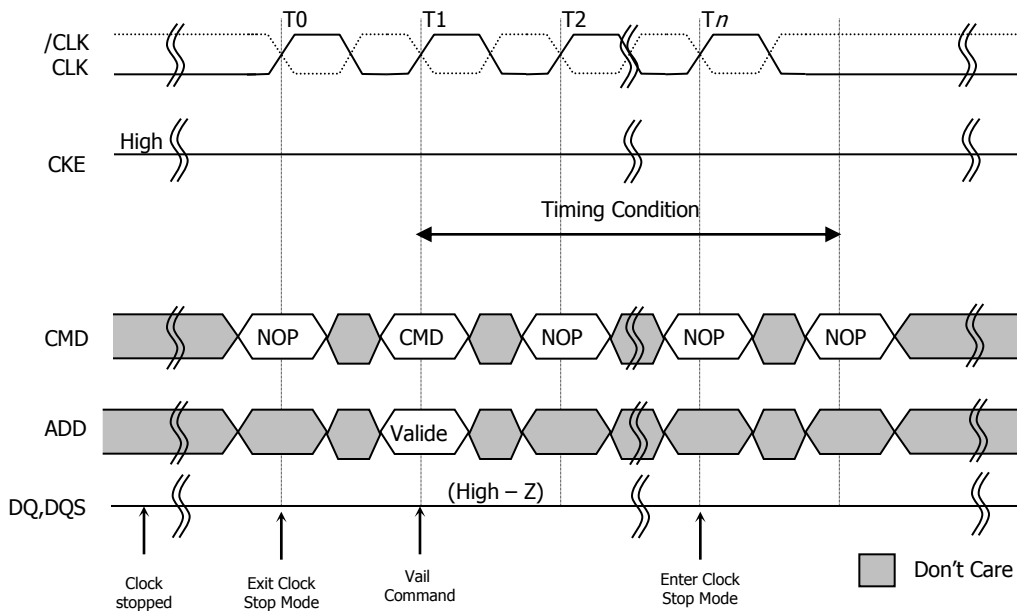 T0 T1 T2 Tn
/CLK
CLK
High
CKE
Timing Condition
CMD NOP CMD NOP NOP NOP
ADD Valide
(High – Z)
DQ,DQS
Clock
stopped
Exit Clock
Stop Mode
Vail
Command
Enter Clock
Stop Mode
Don't Care